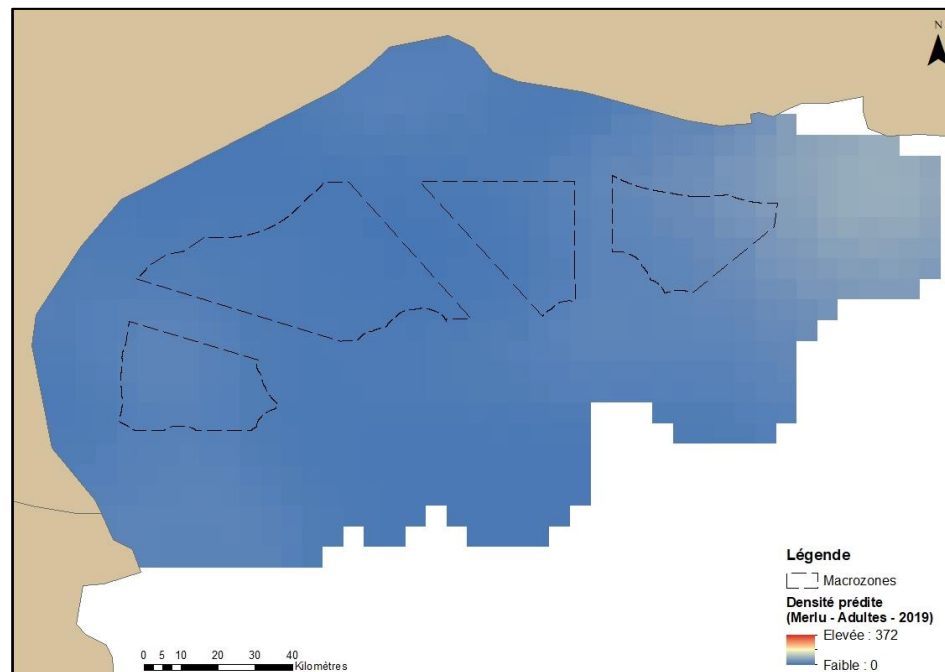 N
Légende
Macrozones
Densité prédite
(Merlu - Adultes - 2019)
Elevée : 372
Faible : 0
0 5 10 20 30 40
Kilomètres